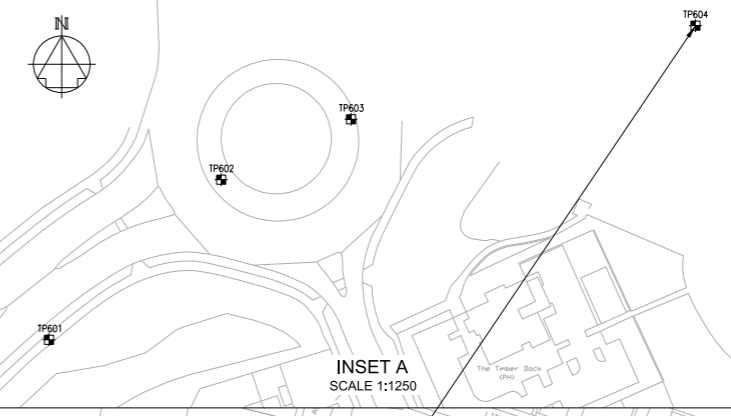 N
TP604
TP603
TP602
TP601
INSET A
SCALE 1:1250
The Timber Dock
(PH)